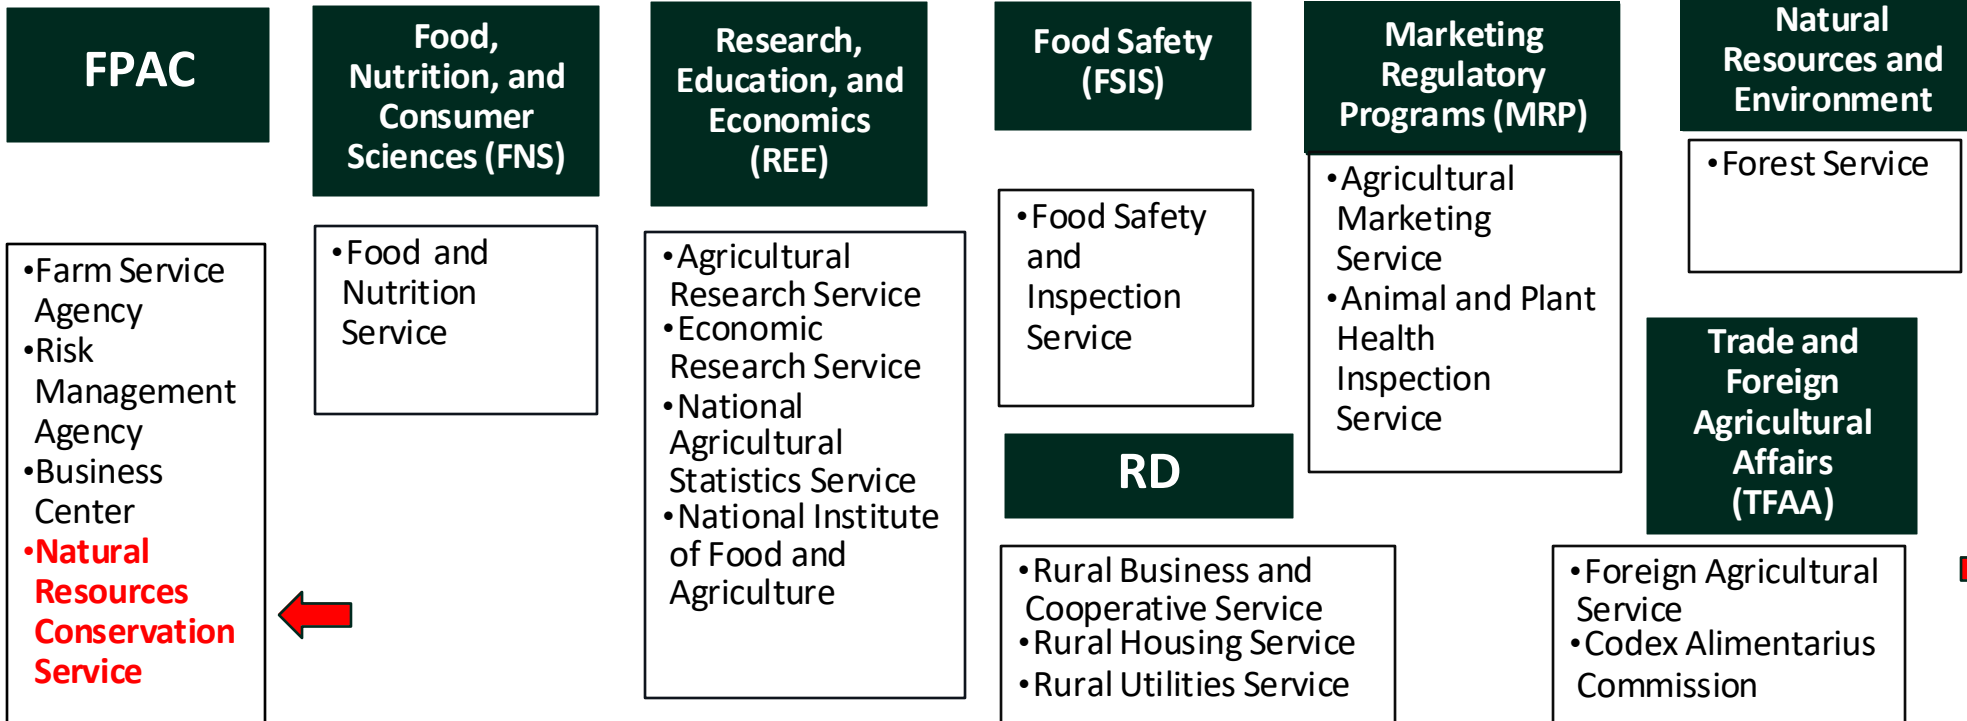 FPAC
•Farm Service
Agency
•Risk
Management
Agency
•Business
Center
•Natural
Resources
Conservation
Service
Food,
Nutrition, and
Consumer
Sciences (FNS)
•Food and
Nutrition
Service
Research,
Education, and
Economics
(REE)
•Agricultural
Research Service
•Economic
Research Service
•National
Agricultural
Statistics Service
•National Institute
of Food and
Agriculture
Food Safety
(FSIS)
•Food Safety
and
Inspection
Service
RD
•Rural Business and
Cooperative Service
•Rural Housing Service
•Rural Utilities Service
Marketing
Regulatory
Programs (MRP)
•Agricultural
Marketing
Service
•Animal and Plant
Health
Inspection
Service
Natural
Resources and
Environment
•Forest Service
Trade and
Foreign
Agricultural
Affairs
(TFAA)
•Foreign Agricultural
Service
•Codex Alimentarius
Commission